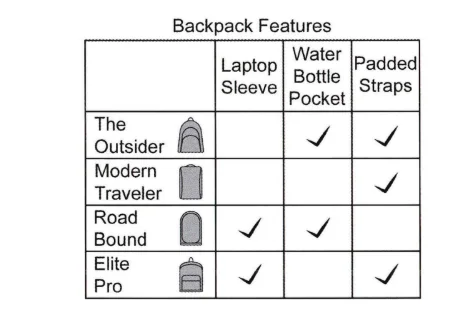 Backpack Features
Laptop
Sleeve
Water
Bottle
Pocket
Padded
Straps
The
Outsider
Modern
Traveler
Road
Bound
Elite
Pro